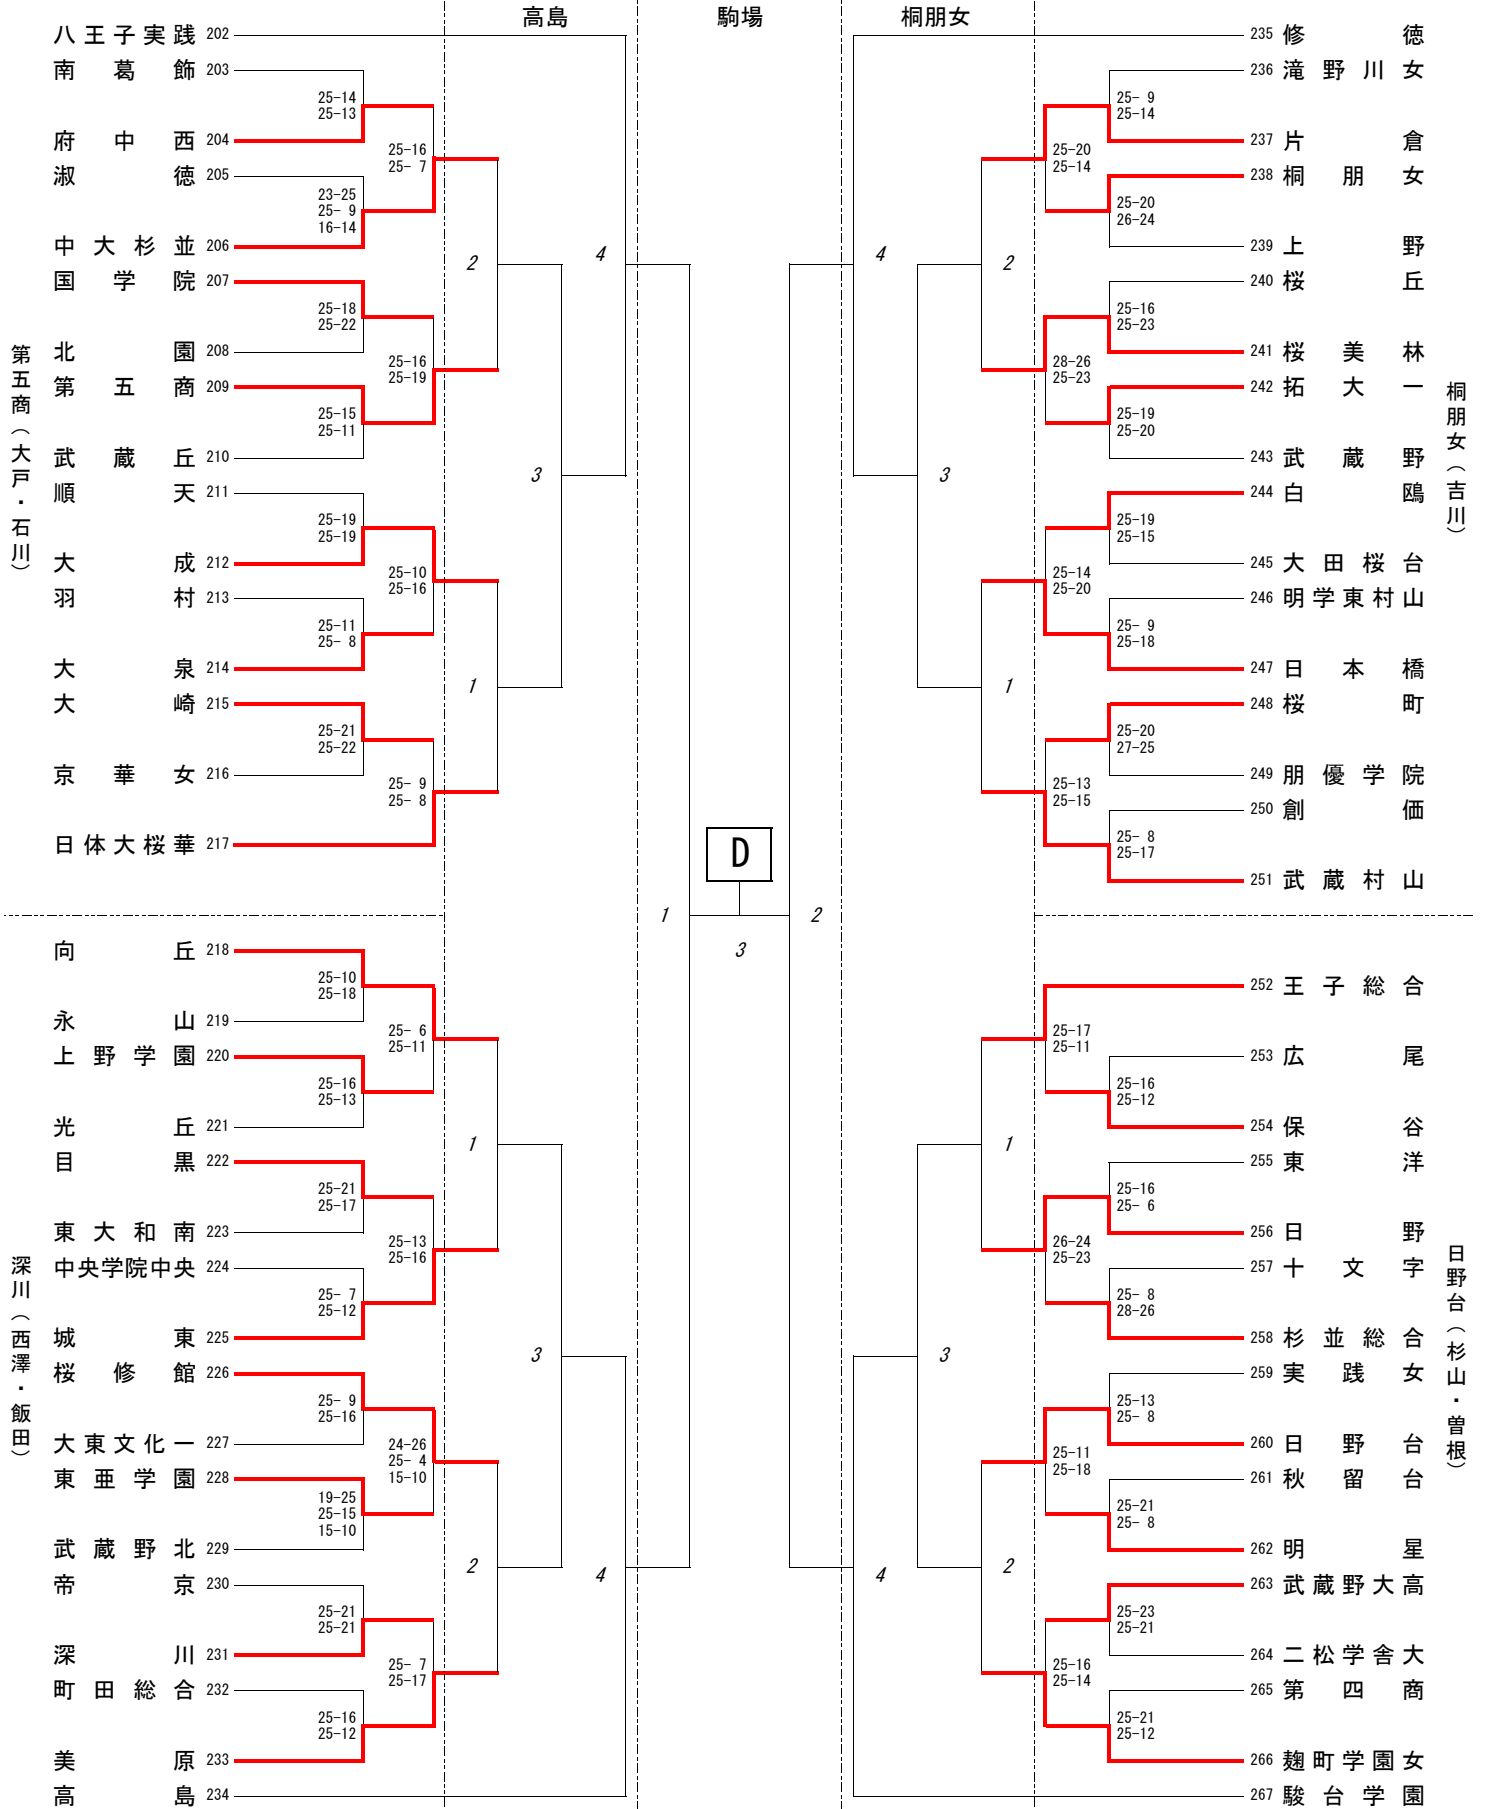 高島 駒場 桐朋女
八王子実践 202
南葛飾 203
25-14
25-13
府中西 204
25-16
25- 7
淑徳 205
23-25
25- 9
16-14
中大杉並 206
2
4
国学院 207
25-18
25-22
北園 208
25-16
25-19
第五商 209
25-15
25-11
武蔵丘 210
3
順天 211
25-19
25-19
大成 212
25-10
25-16
羽村 213
25-11
25- 8
大泉 214
1
大崎 215
25-21
25-22
京華女 216
25- 9
25- 8
日体大桜華 217
第五商（大戸・石川）
向丘 218
25-10
25-18
永山 219
25- 6
25-11
上野学園 220
25-16
25-13
光丘 221
1
目黒 222
25-21
25-17
東大和南 223
25-13
25-16
中央学院中央 224
25- 7
25-12
城東 225
3
桜修館 226
25- 9
25-16
大東文化一 227
24-26
25- 4
15-10
東亜学園 228
19-25
25-15
15-10
武蔵野北 229
2
4
帝京 230
25-21
25-21
深川 231
25- 7
25-17
町田総合 232
25-16
25-12
美原 233
高島 234
深川（西澤・飯田）
D
1
2
3
235 修徳
236 滝野川女
25- 9
25-14
237 片倉
25-20
25-14
238 桐朋女
25-20
26-24
239 上野
4
2
240 桜丘
25-16
25-23
241 桜美林
28-26
25-23
242 拓大一
25-19
25-20
243 武蔵野
3
244 白鴎
25-19
25-15
245 大田桜台
25-14
25-20
246 明学東村山
25- 9
25-18
247 日本橋
1
248 桜町
25-20
27-25
249 朋優学院
25-13
25-15
250 創価
25- 8
25-17
251 武蔵村山
桐朋女（吉川）
252 王子総合
25-17
25-11
253 広尾
25-16
25-12
254 保谷
1
255 東洋
25-16
25- 6
256 日野
26-24
25-23
257 十文字
25- 8
28-26
258 杉並総合
3
259 実践女
25-13
25- 8
260 日野台
25-11
25-18
261 秋留台
25-21
25- 8
262 明星
4
2
263 武蔵野大高
25-23
25-21
264 二松学舎大
25-16
25-14
265 第四商
25-21
25-12
266 麹町学園女
267 駿台学園
日野台（杉山・曽根）